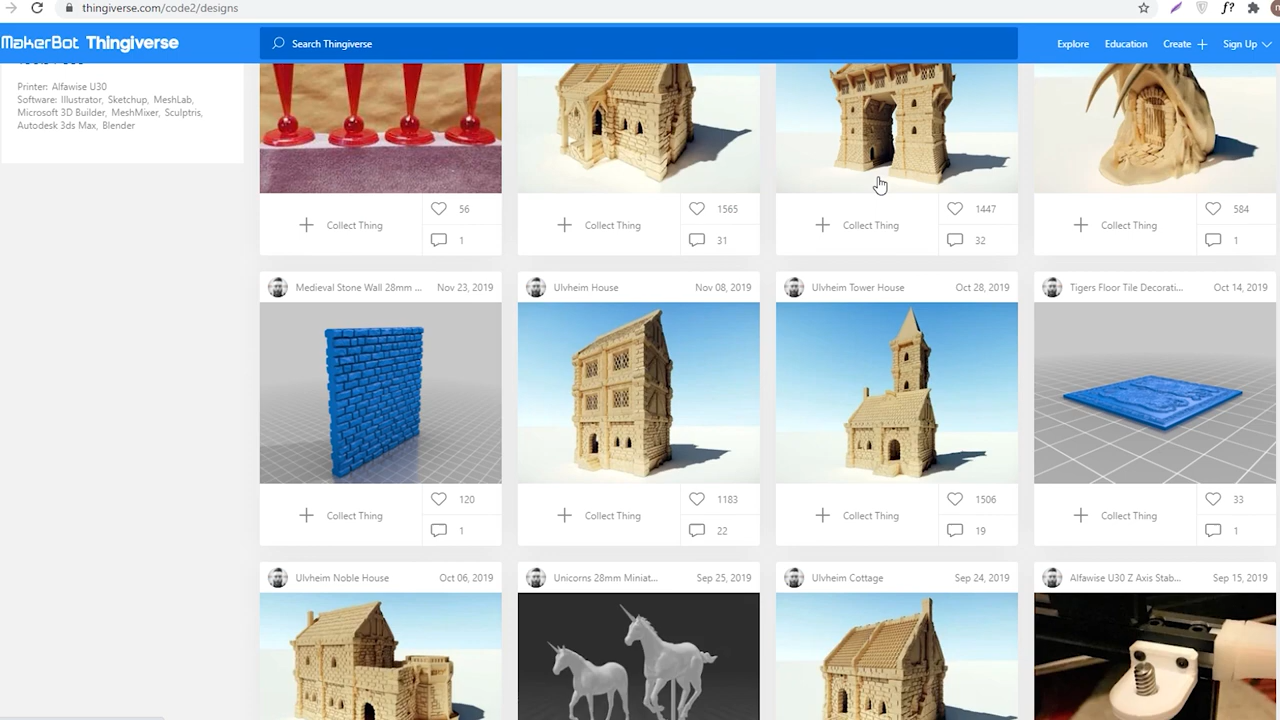 thingiverse.com/code2/designs
MakerBot Thingiverse
Search Thingiverse
Explore
Education
Create
Sign Up
Printer: Alfawise U30
Software: Illustrator, Sketchup, MeshLab,
Microsoft 3D Builder, MeshMixer, Sculptris,
Autodesk 3ds Max, Blender
Collect Thing
56
1
Collect Thing
1565
31
Collect Thing
1447
32
Collect Thing
584
1
Medieval Stone Wall 28mm ...
Nov 23, 2019
Ulvheim House
Nov 08, 2019
Ulvheim Tower House
Oct 28, 2019
Tigers Floor Tile Decorati...
Oct 14, 2019
Collect Thing
120
1
Collect Thing
1183
22
Collect Thing
1506
19
Collect Thing
33
1
Ulvheim Noble House
Oct 06, 2019
Unicorns 28mm Miniat...
Sep 25, 2019
Ulvheim Cottage
Sep 24, 2019
Alfawise U30 Z Axis Stab...
Sep 15, 2019